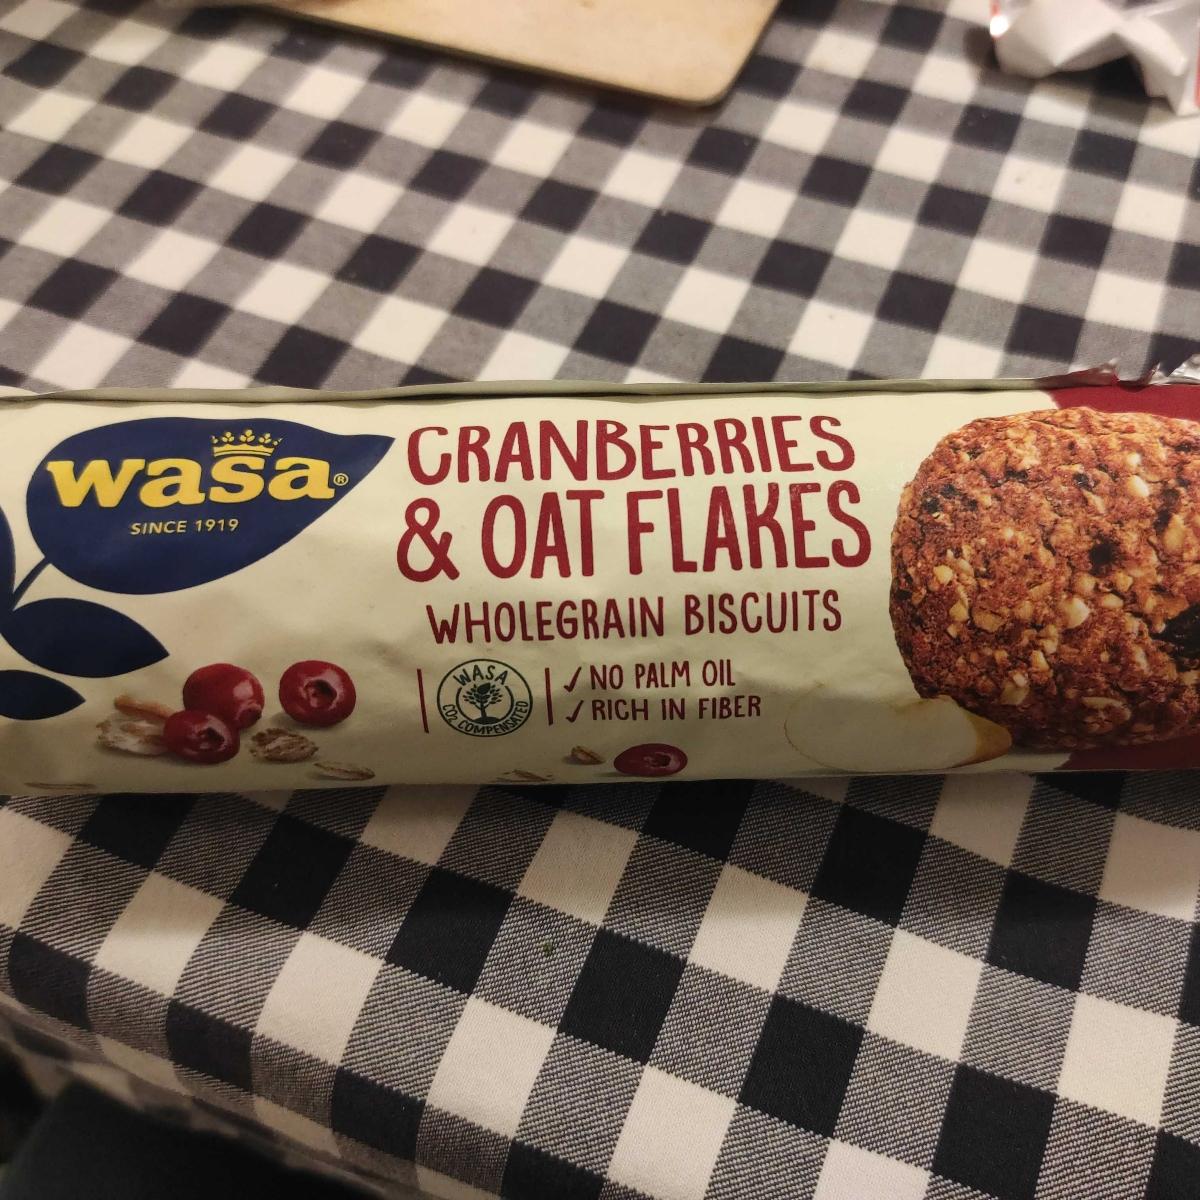 wasa®
SINCE 1919
CRANBERRIES
& OAT FLAKES
WHOLEGRAIN BISCUITS
WASA
CO₂ COMPENSATED
✓ NO PALM OIL
✓ RICH IN FIBER